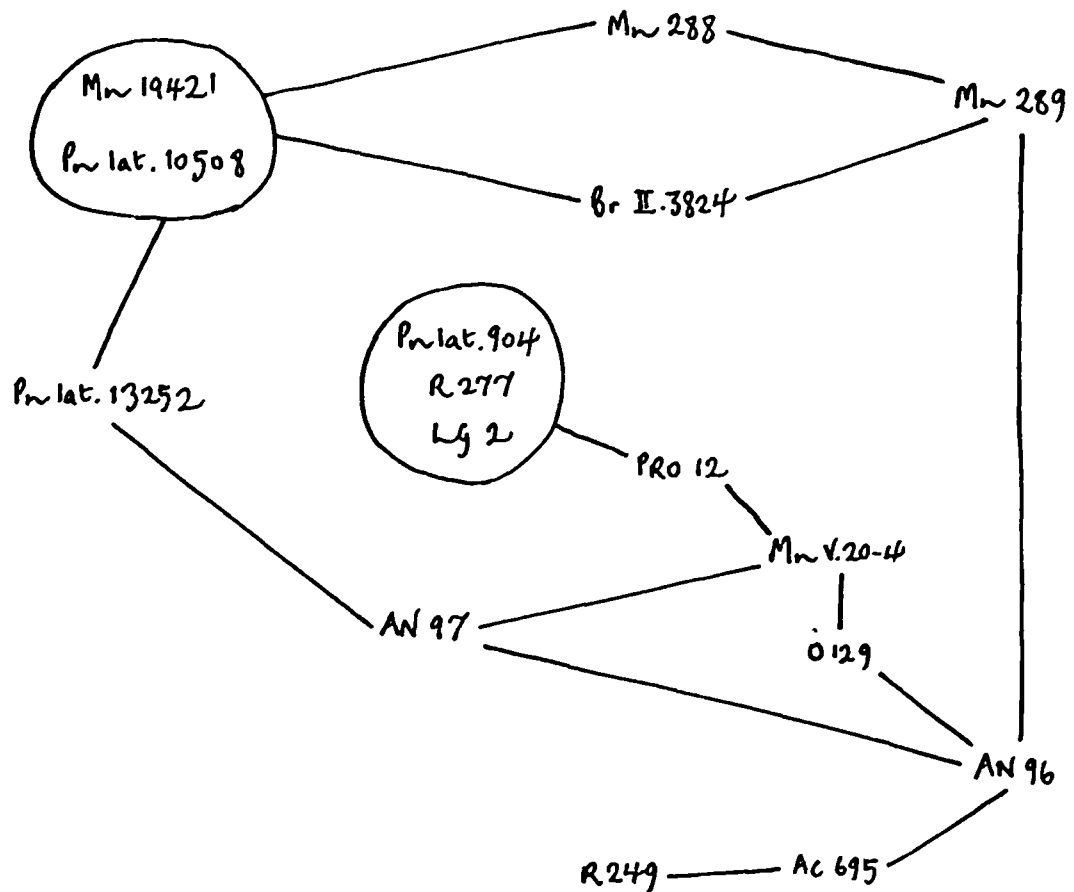 Mn 288
Mn 19421
Pn lat. 10508
Mn 289
Br II.3824
Pn lat. 904
R 277
LG 2
Pn lat. 13252
PRO 12
Mn V.20-4
AN 97
Ö 129
AN 96
R 249
Ac 695